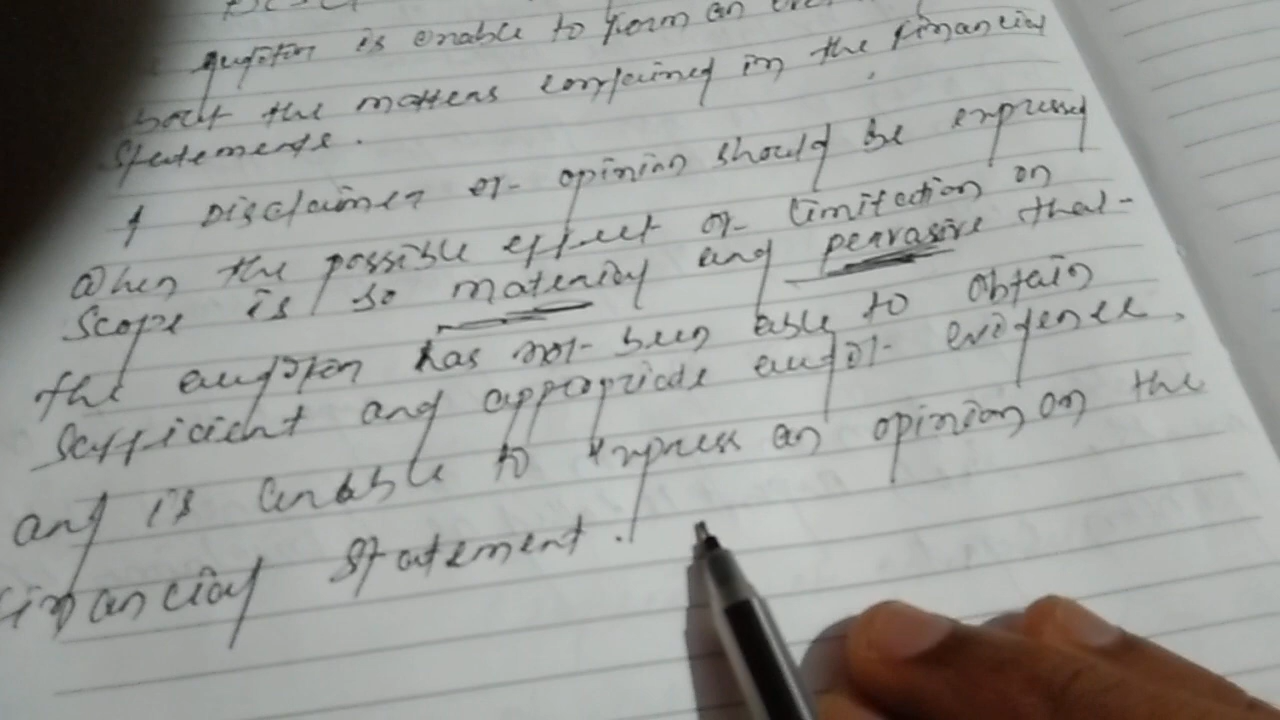 auditor is enable to form an
bout the matters contained in the financial
statements.
A Disclaimer of opinion should be expressed
When the possible effect of limitation on
scope is so material and pervasive that
the auditor has not been able to obtain
sufficient and appropriate audit evidence,
and is unable to express an opinion on the
financial statement.